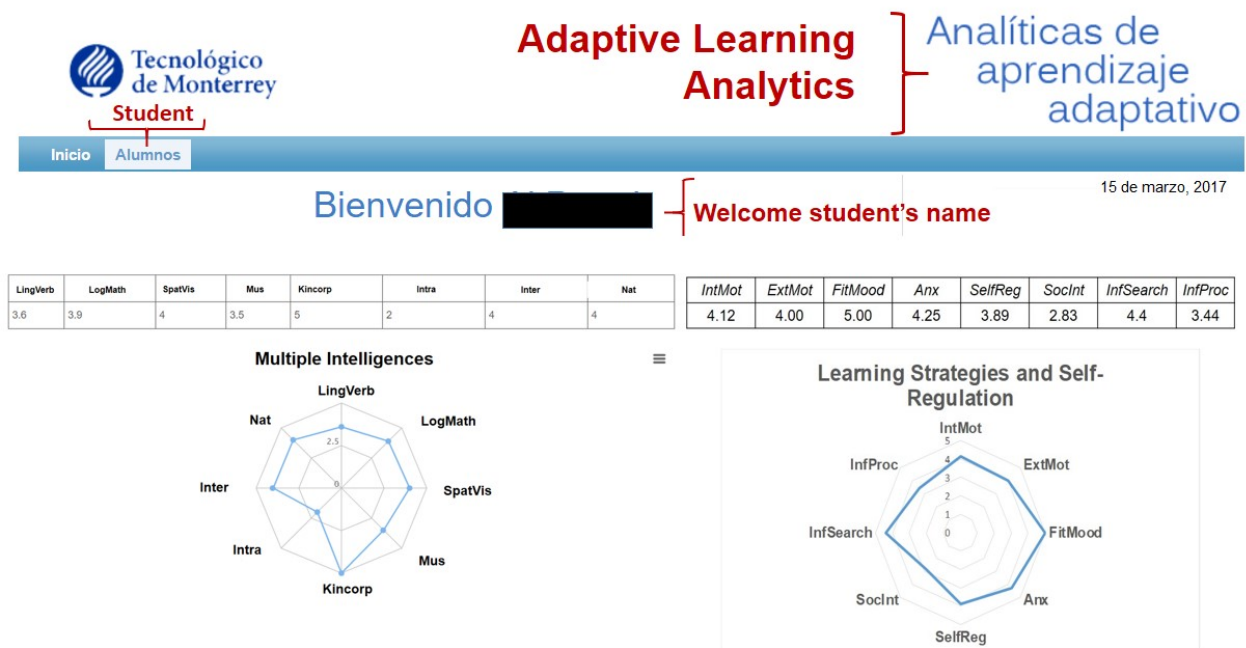 Tecnológico
de Monterrey
Student
Adaptive Learning
Analytics
Analíticas de
aprendizaje
adaptativo
Inicio Alumnos
15 de marzo, 2017
Bienvenido
Welcome student's name
LingVerb LogMath SpatVis Mus Kincorp Intra Inter Nat
3.6 3.9 4 3.5 5 2 4 4
IntMot ExtMot FitMood Anx SelfReg SocInt InfSearch InfProc
4.12 4.00 5.00 4.25 3.89 2.83 4.4 3.44
Multiple Intelligences
LingVerb
Nat LogMath
2.5
Inter 0 SpatVis
Intra Mus
Kincorp
Learning Strategies and Self-
Regulation
IntMot
5
InfProc 4 ExtMot
3
2
1
InfSearch 0 FitMood
SocInt Anx
SelfReg